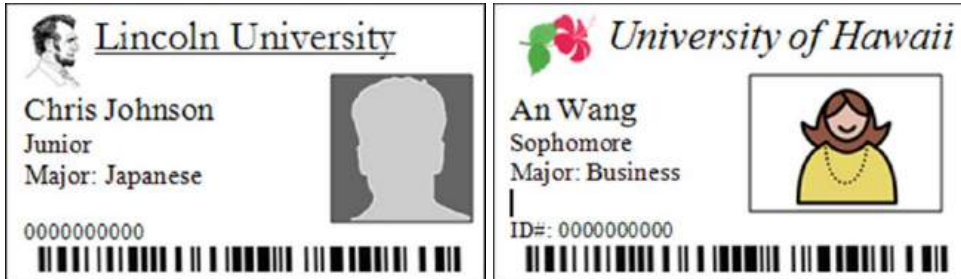 Lincoln University
Chris Johnson
Junior
Major: Japanese
0000000000
University of Hawaii
An Wang
Sophomore
Major: Business
ID#: 0000000000